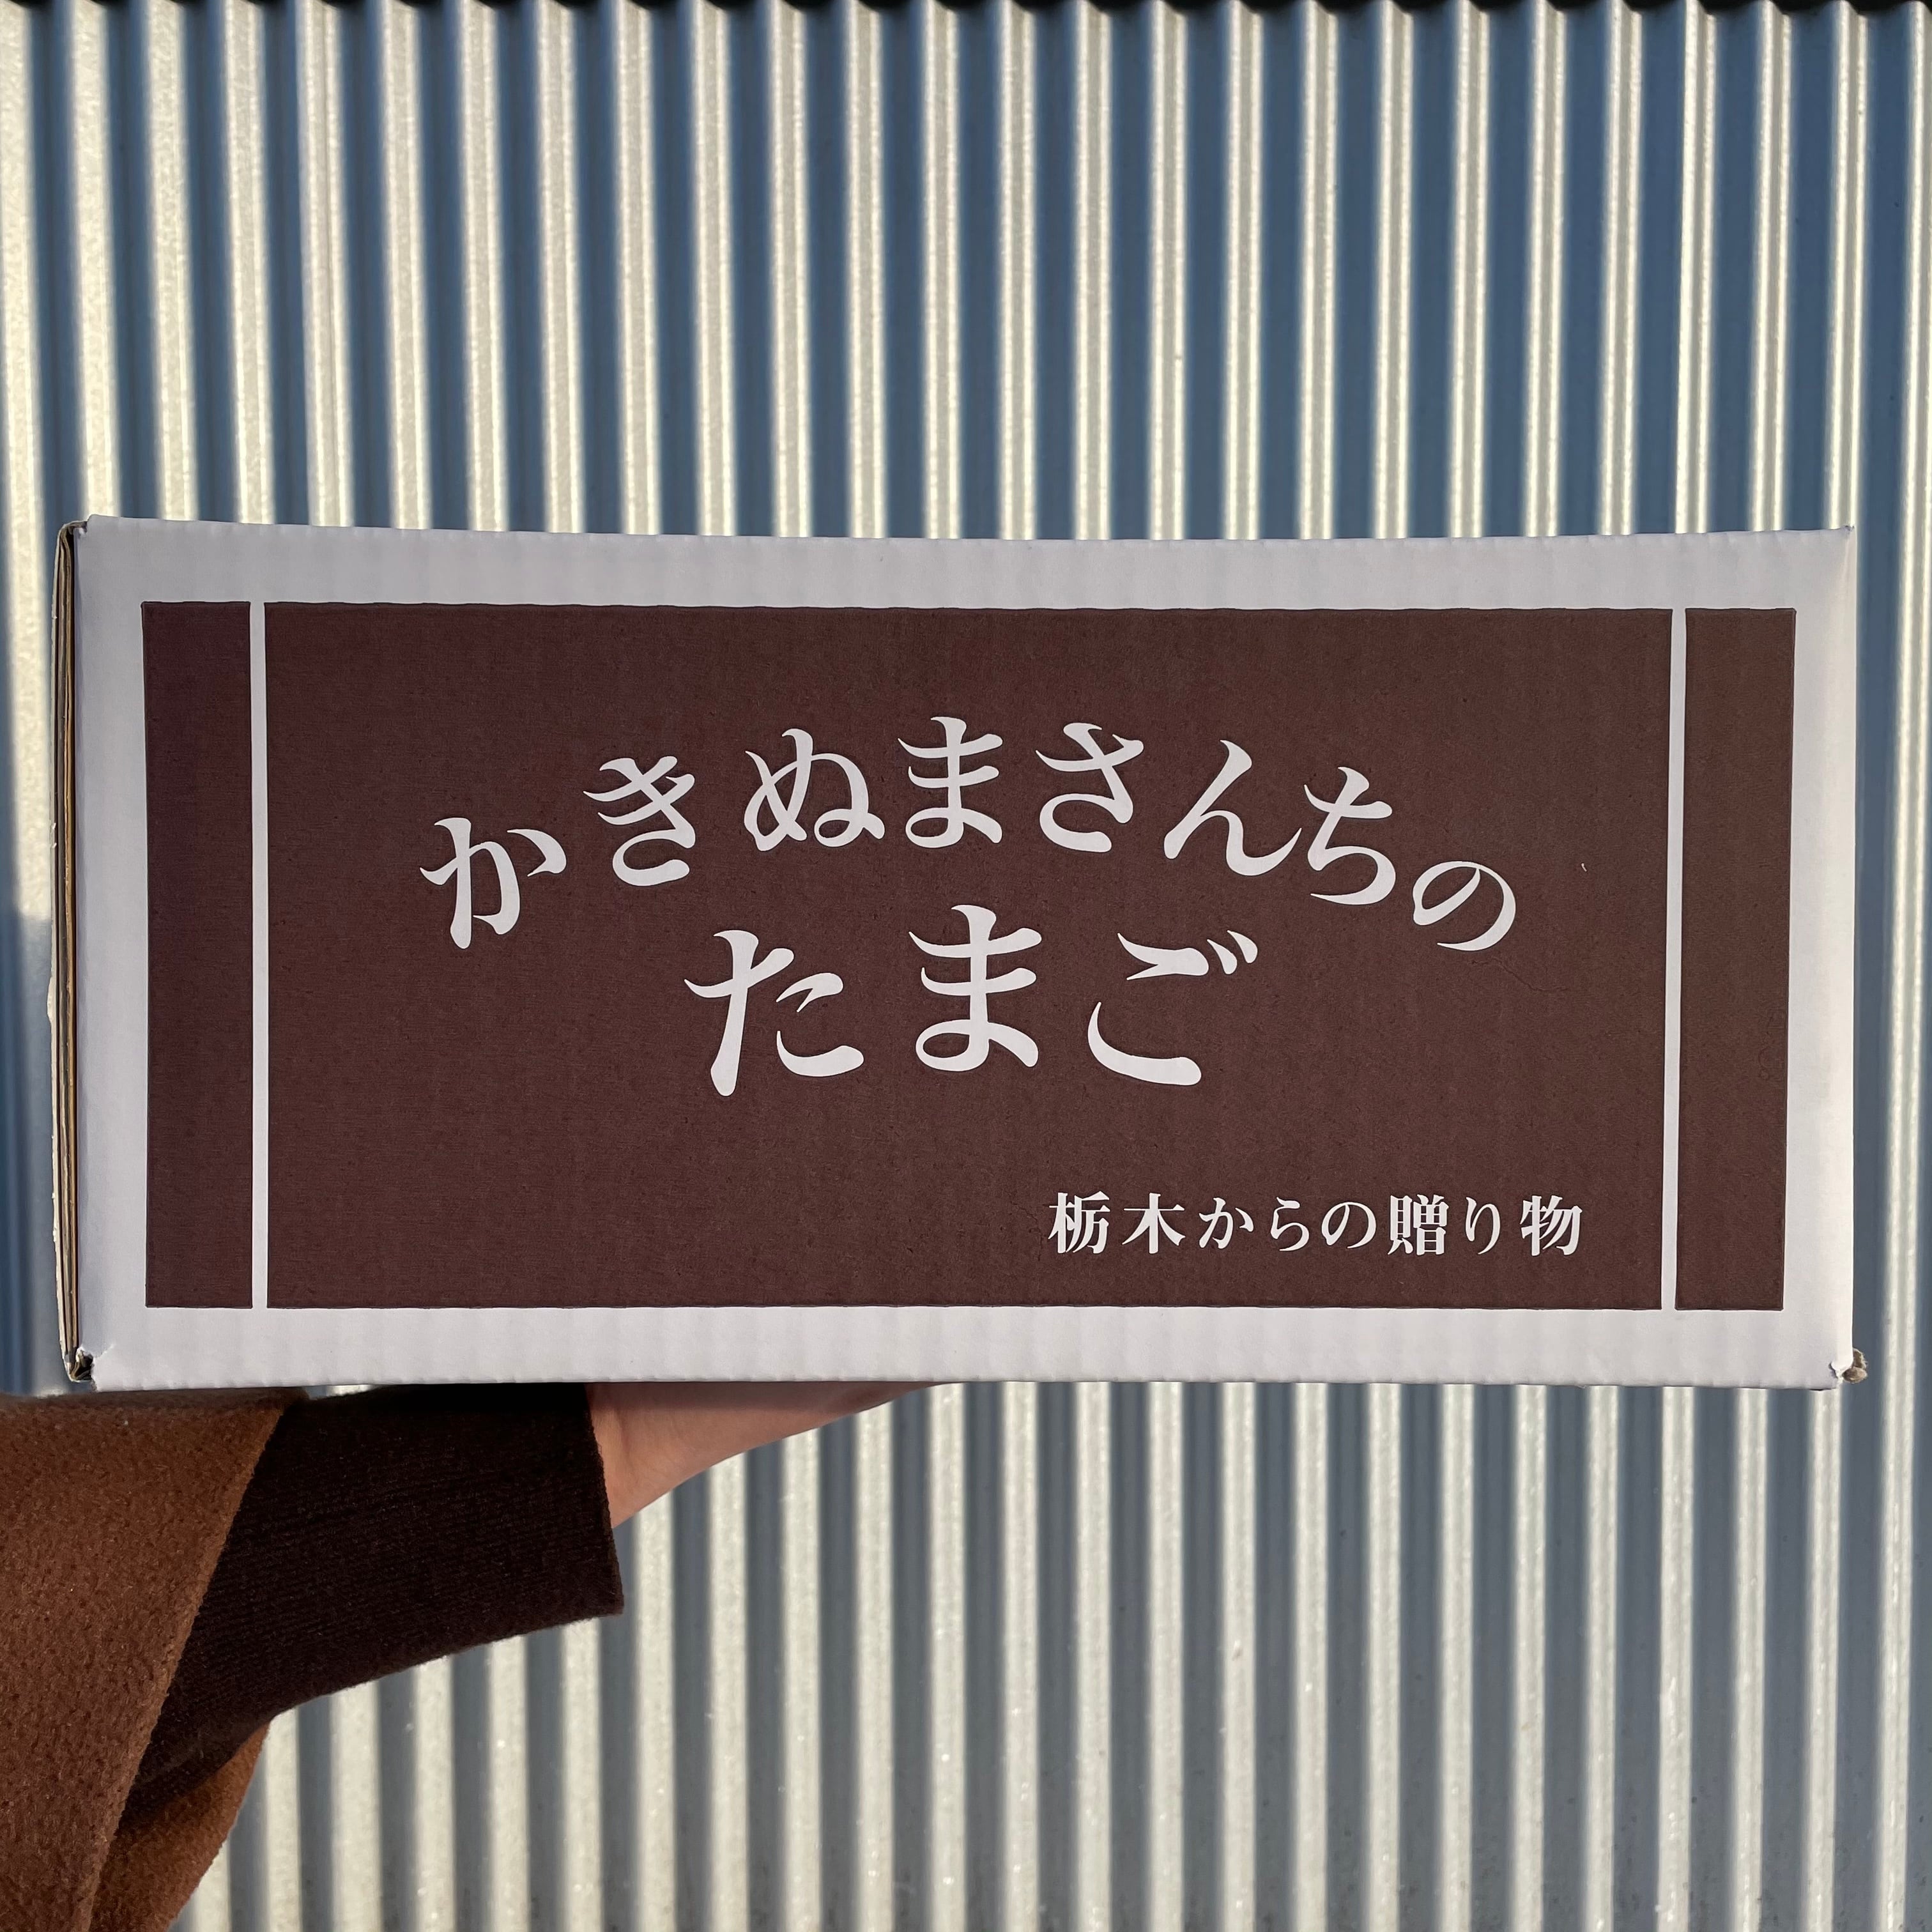 かきぬまさんちの
たまご
栃木からの贈り物